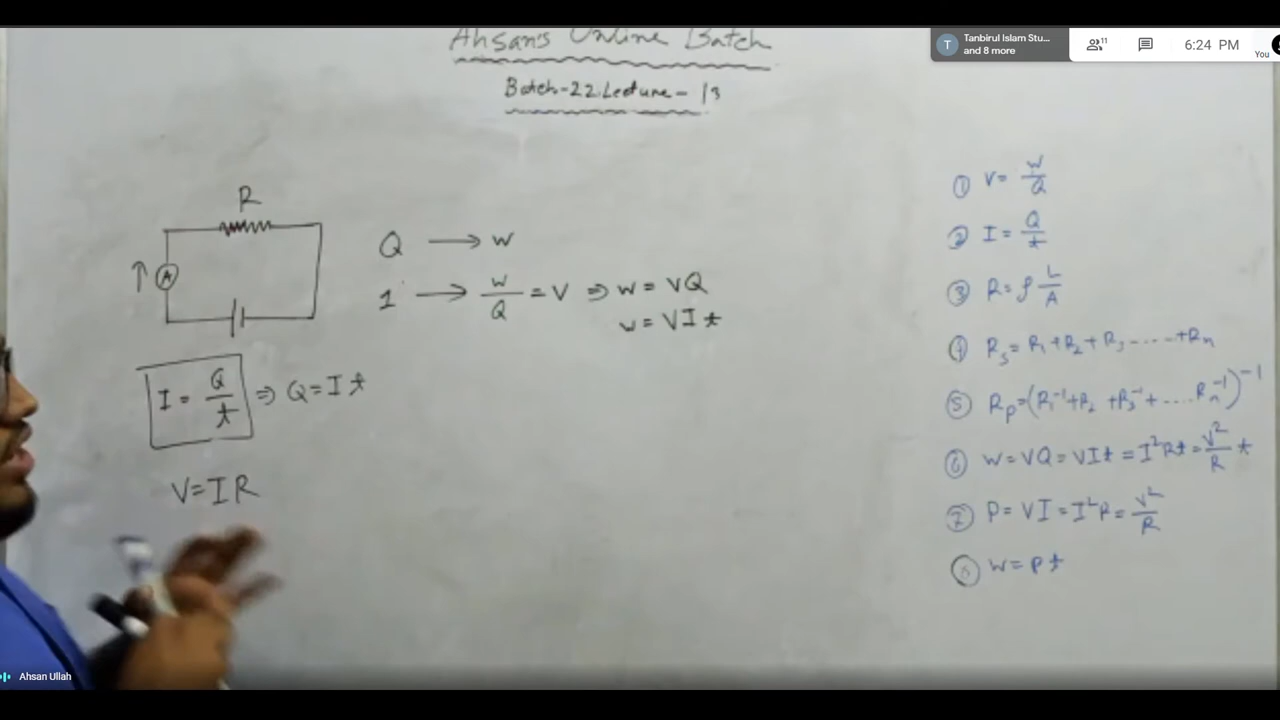 Ahsan's Online Batch
Batch-22 Lecture - 13
Tanbirul Islam Stu...
and 8 more
11
6:24 PM
You
T
R
A
Q → W
1 → W/Q = V ⇒ W = VQ
W = VIt
I = Q/t ⇒ Q = It
V=IR
① V= W/Q
② I = Q/t
③ R= ρ L/A
④ Rs= R1+R2+R3.....+Rn
⑤ Rp=(R1⁻¹+R2 +R3⁻¹+....Rn⁻¹)⁻¹
⑥ W=VQ=VIt=I²Rt=V²/R t
⑦ P= VI=I²R=V²/R
⑧ W=Pt
Ahsan Ullah